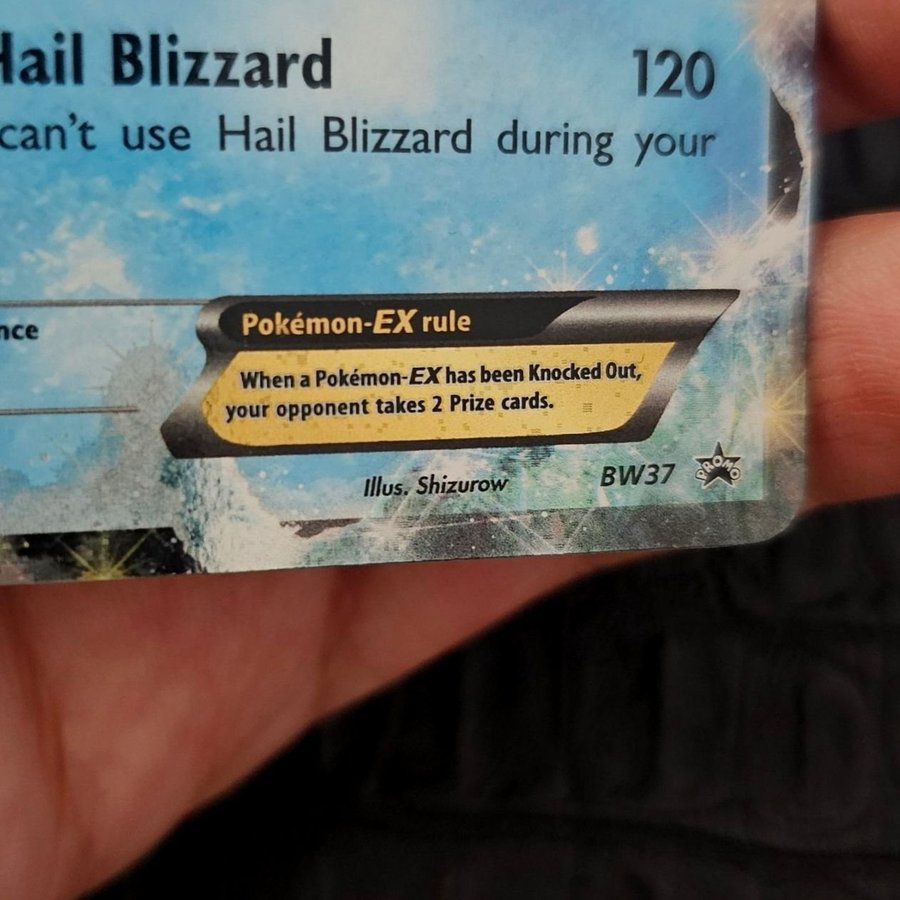 Hail Blizzard 120
can't use Hail Blizzard during your
Pokémon-EX rule
When a Pokémon-EX has been Knocked Out,
your opponent takes 2 Prize cards.
Illus. Shizurow
BW37 PROMO